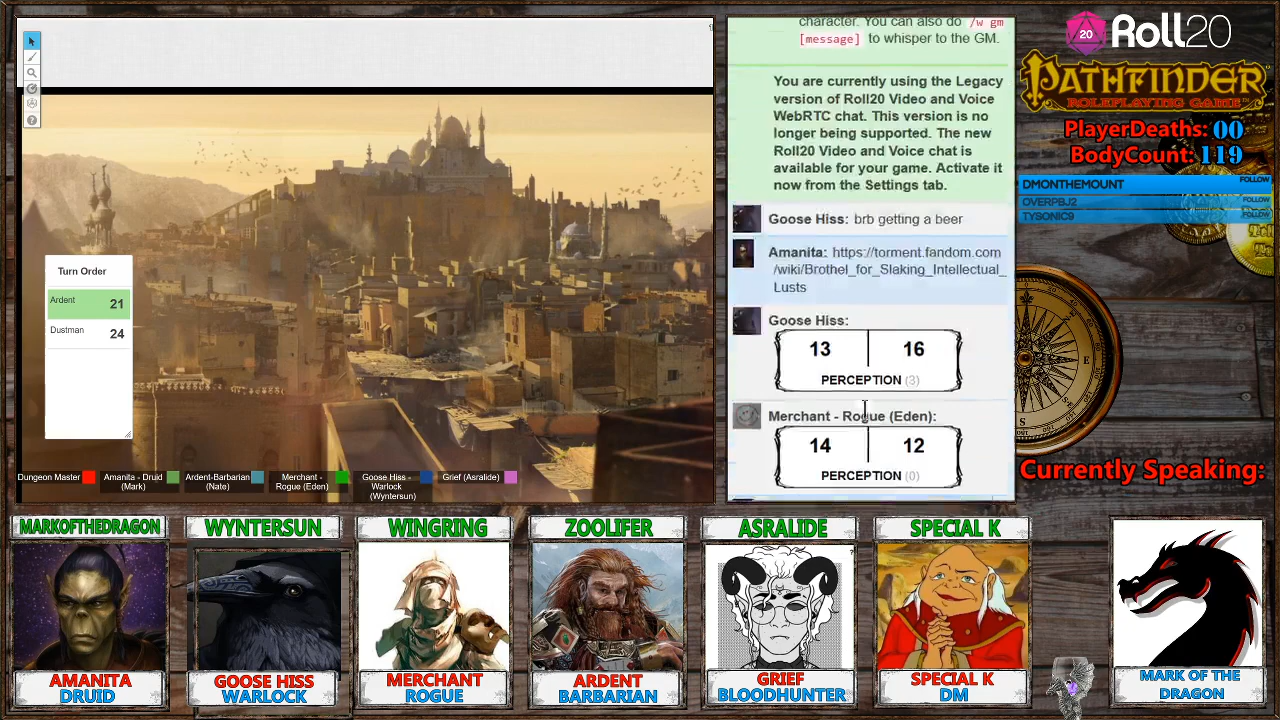 character. You can also do /w gm
[message] to whisper to the GM.
You are currently using the Legacy
version of Roll20 Video and Voice
WebRTC chat. This version is no
longer being supported. The new
Roll20 Video and Voice chat is
available for your game. Activate it
now from the Settings tab.
Goose Hiss: brb getting a beer
Amanita: https://torment.fandom.com
/wiki/Brothel_for_Slaking_Intellectual_
Lusts
Goose Hiss:
13 16
PERCEPTION (3)
Merchant - Rogue (Eden):
14 12
PERCEPTION (0)
Turn Order
Ardent 21
Dustman 24
Dungeon Master
Amanita - Druid
(Mark)
Ardent-Barbarian
(Nate)
Merchant -
Rogue (Eden)
Goose Hiss -
Warlock
(Wyntersun)
Grief (Asralide)
20 Roll20
PATHFINDER
ROLEPLAYING GAME
PlayerDeaths: 00
BodyCount: 119
DMONTHEMOUNT FOLLOW
OVERPBJ2 FOLLOW
TYSONIC9 FOLLOW
Currently Speaking:
MARKOFTHEDRAGON
AMANITA
DRUID
WYNTERSUN
GOOSE HISS
WARLOCK
WINGRING
MERCHANT
ROGUE
ZOOLIFER
ARDENT
BARBARIAN
ASRALIDE
GRIEF
BLOODHUNTER
SPECIAL K
SPECIAL K
DM
MARK OF THE
DRAGON